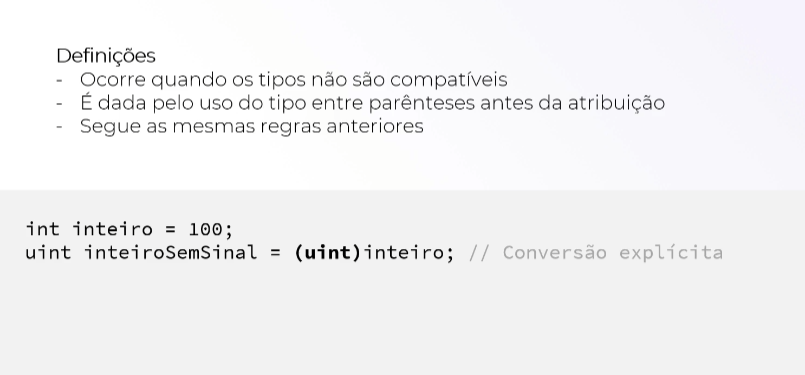 Definições
- Ocorre quando os tipos não são compatíveis
- É dada pelo uso do tipo entre parênteses antes da atribuição
- Segue as mesmas regras anteriores
int inteiro = 100;
uint inteiroSemSinal = (uint)inteiro; // Conversão explícita